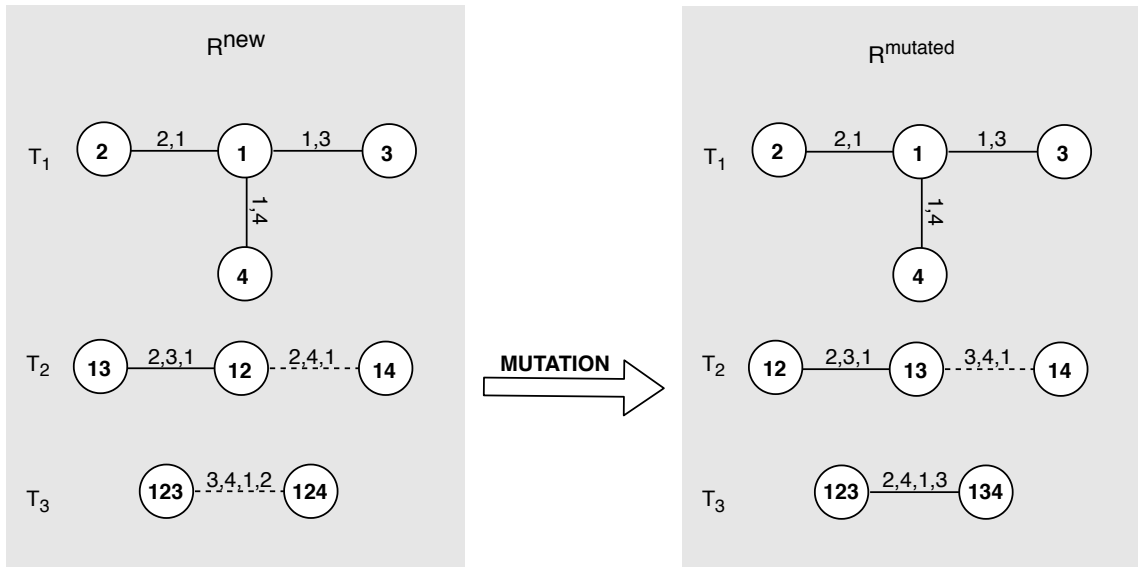 R^new
T₁ 2 2,1 1 1,3 3
1,4
4
T₂ 13 2,3,1 12 2,4,1 14
T₃ 123 3,4,1,2 124
MUTATION
R^mutated
T₁ 2 2,1 1 1,3 3
1,4
4
T₂ 12 2,3,1 13 3,4,1 14
T₃ 123 2,4,1,3 134